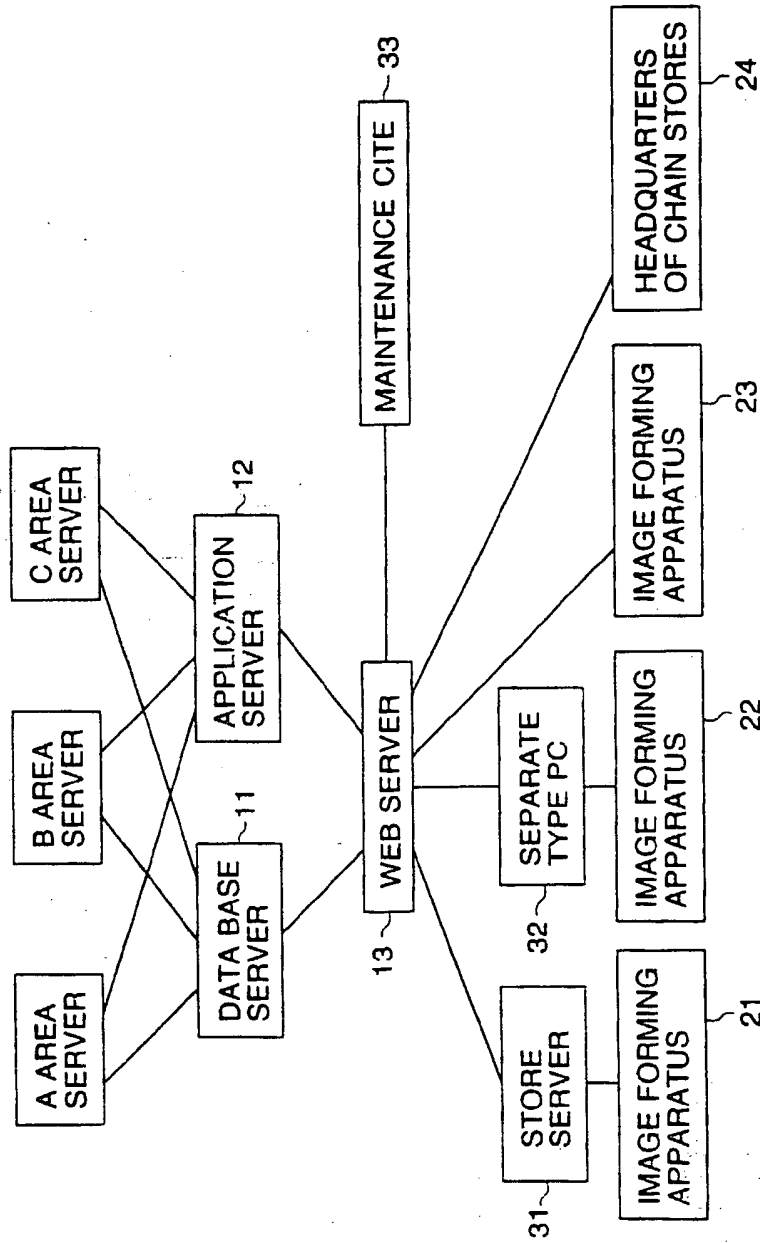 A AREA
SERVER
B AREA
SERVER
C AREA
SERVER
DATA BASE
SERVER
11
APPLICATION
SERVER
12
WEB SERVER
13
MAINTENANCE CITE
33
STORE
SERVER
31
SEPARATE
TYPE PC
32
IMAGE FORMING
APPARATUS
21
IMAGE FORMING
APPARATUS
22
IMAGE FORMING
APPARATUS
23
HEADQUARTERS
OF CHAIN STORES
24